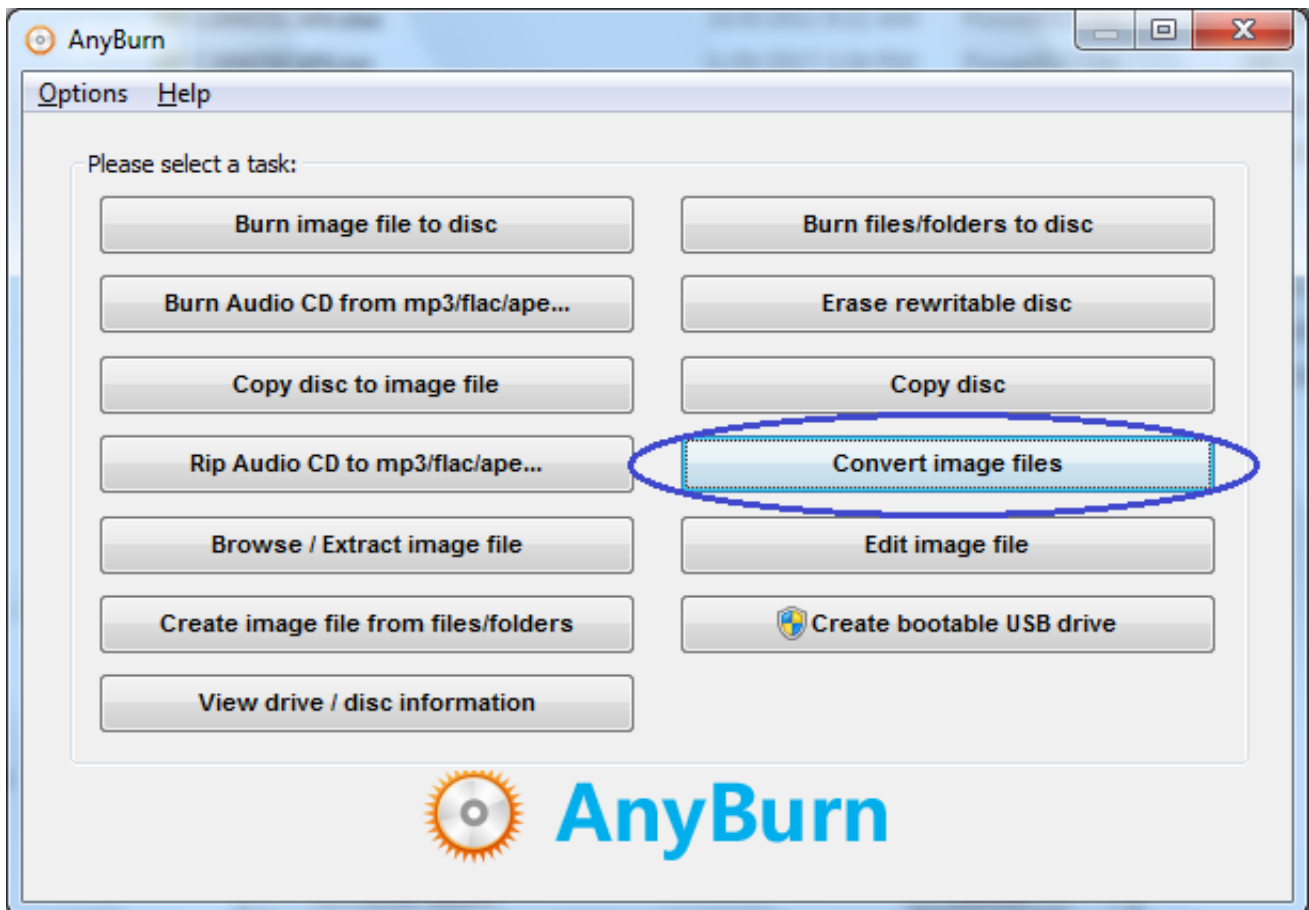 AnyBurn
Options Help
Please select a task:
Burn image file to disc
Burn files/folders to disc
Burn Audio CD from mp3/flac/ape...
Erase rewritable disc
Copy disc to image file
Copy disc
Rip Audio CD to mp3/flac/ape...
Convert image files
Browse / Extract image file
Edit image file
Create image file from files/folders
Create bootable USB drive
View drive / disc information
AnyBurn